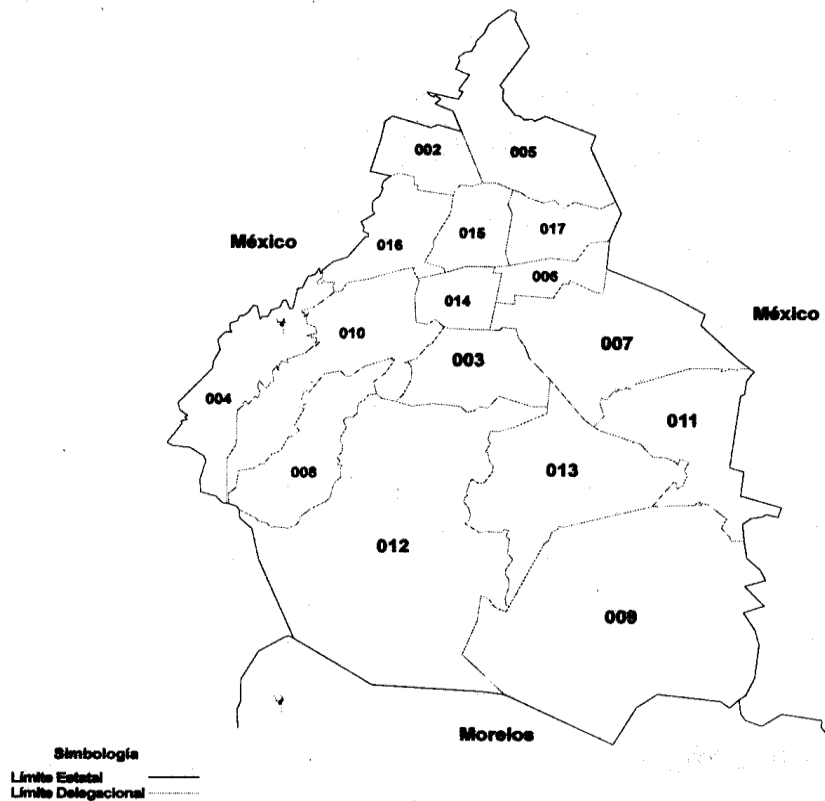 002
005
México
016
015
017
006
014
México
010
003
007
004
011
008
013
012
009
Morelos
Simbología
Límite Estatal
Límite Delegacional